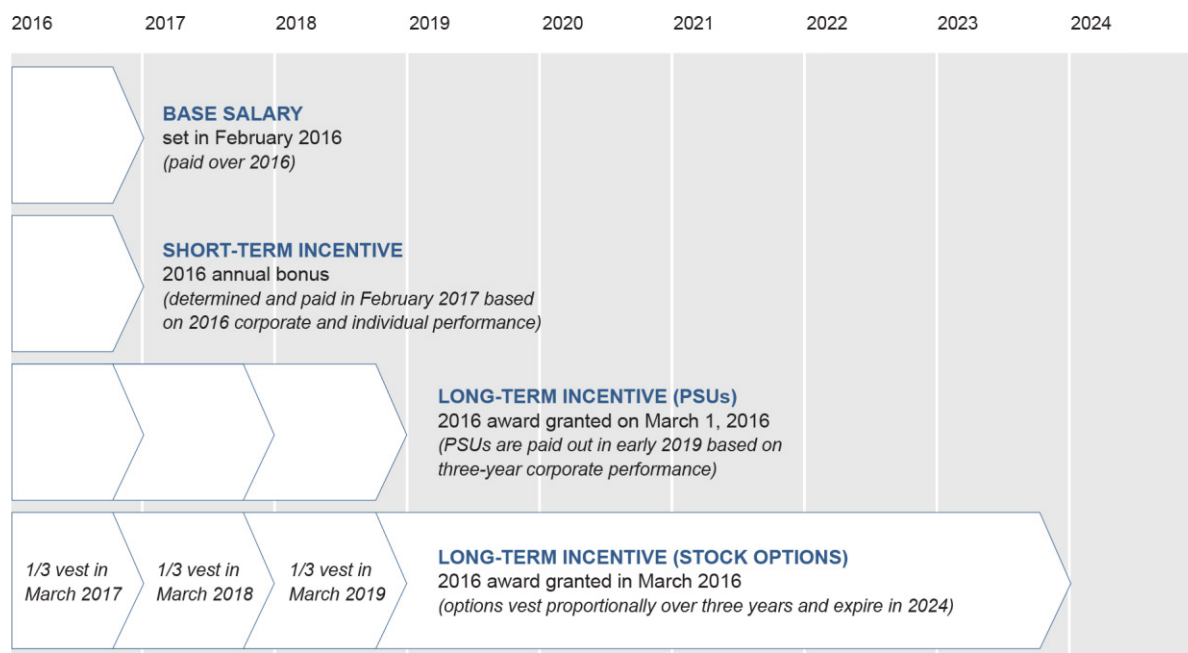 2016 2017 2018 2019 2020 2021 2022 2023 2024
BASE SALARY
set in February 2016
(paid over 2016)
SHORT-TERM INCENTIVE
2016 annual bonus
(determined and paid in February 2017 based
on 2016 corporate and individual performance)
LONG-TERM INCENTIVE (PSUs)
2016 award granted on March 1, 2016
(PSUs are paid out in early 2019 based on
three-year corporate performance)
1/3 vest in
March 2017
1/3 vest in
March 2018
1/3 vest in
March 2019
LONG-TERM INCENTIVE (STOCK OPTIONS)
2016 award granted in March 2016
(options vest proportionally over three years and expire in 2024)